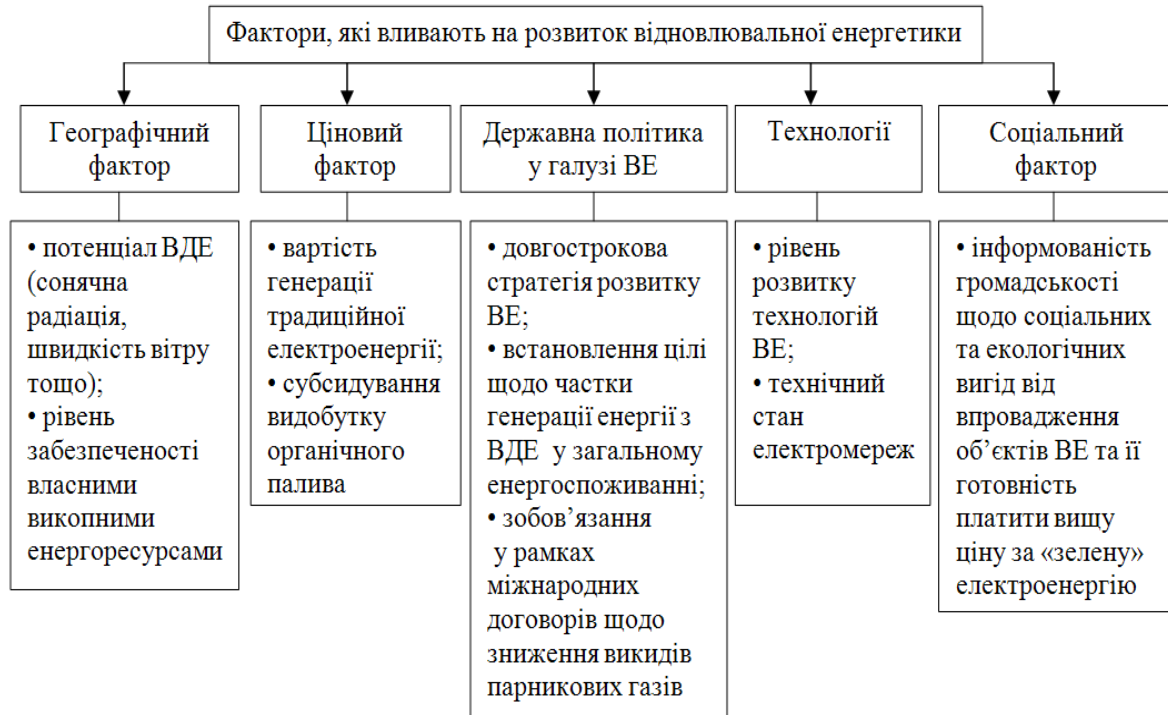 Фактори, які вливають на розвиток відновлювальної енергетики
Географічний
фактор
Ціновий
фактор
Державна політика
у галузі ВЕ
Технології
Соціальний
фактор
• потенціал ВДЕ
(сонячна
радіація,
швидкість вітру
тощо);
• рівень
забезпеченості
власними
викопними
енергоресурсами
• вартість
генерації
традиційної
електроенергії;
• субсидування
видобутку
органічного
палива
• довгострокова
стратегія розвитку
ВЕ;
• встановлення цілі
щодо частки
генерації енергії з
ВДЕ у загальному
енергоспоживанні;
• зобов’язання
у рамках
міжнародних
договорів щодо
зниження викидів
парникових газів
• рівень
розвитку
технологій
ВЕ;
• технічний
стан
електромереж
• інформованість
громадськості
щодо соціальних
та екологічних
вигід від
впровадження
об’єктів ВЕ та її
готовність
платити вищу
ціну за «зелену»
електроенергію